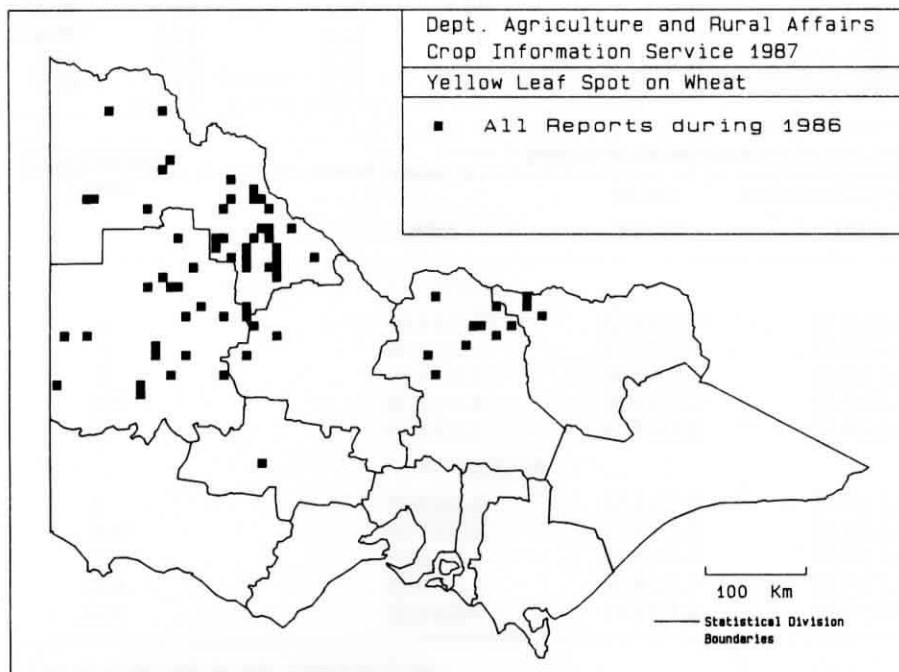 Dept. Agriculture and Rural Affairs
Crop Information Service 1987
Yellow Leaf Spot on Wheat
All Reports during 1986
100 Km
Statistical Division
Boundaries